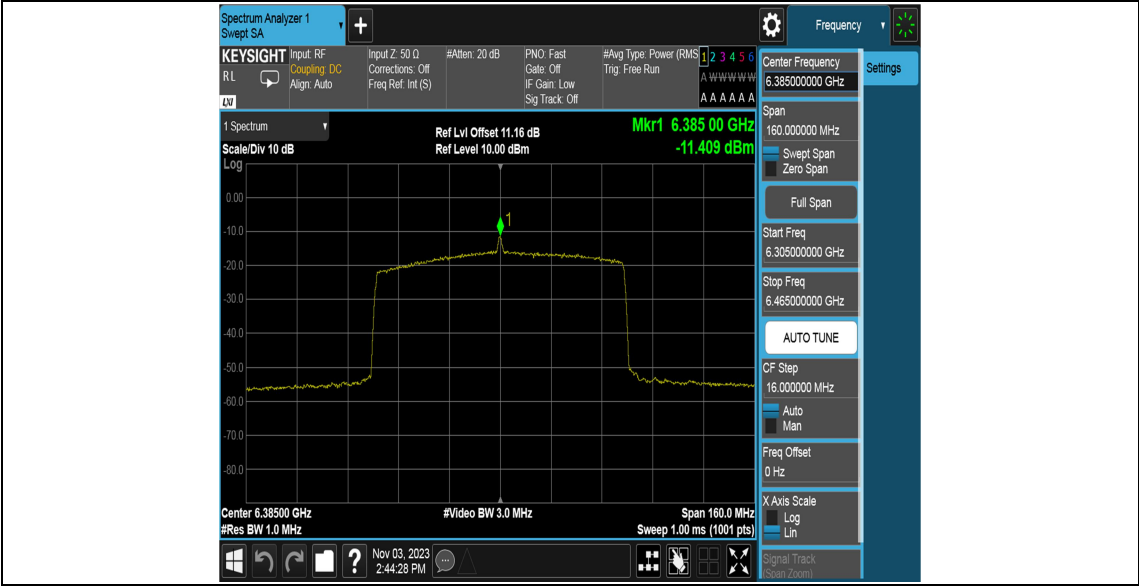 Spectrum Analyzer 1
Swept SA
+
Frequency
KEYSIGHT
RL
LXI
Input: RF
Coupling: DC
Align: Auto
Input Z: 50 Ω
Corrections: Off
Freq Ref: Int (S)
#Atten: 20 dB
PNO: Fast
Gate: Off
IF Gain: Low
Sig Track: Off
#Avg Type: Power (RMS
Trig: Free Run
1 2 3 4 5 6
A W W W W W
A A A A A A
1 Spectrum
Scale/Div 10 dB
Log
Ref Lvl Offset 11.16 dB
Ref Level 10.00 dBm
Mkr1 6.385 00 GHz
-11.409 dBm
1
0.00
-10.0
-20.0
-30.0
-40.0
-50.0
-60.0
-70.0
-80.0
Center 6.38500 GHz
#Res BW 1.0 MHz
#Video BW 3.0 MHz
Span 160.0 MHz
Sweep 1.00 ms (1001 pts)
Center Frequency
6.385000000 GHz
Settings
Span
160.000000 MHz
Swept Span
Zero Span
Full Span
Start Freq
6.305000000 GHz
Stop Freq
6.465000000 GHz
AUTO TUNE
CF Step
16.000000 MHz
Auto
Man
Freq Offset
0 Hz
X Axis Scale
Log
Lin
Signal Track
(Span Zoom)
?
Nov 03, 2023
2:44:28 PM